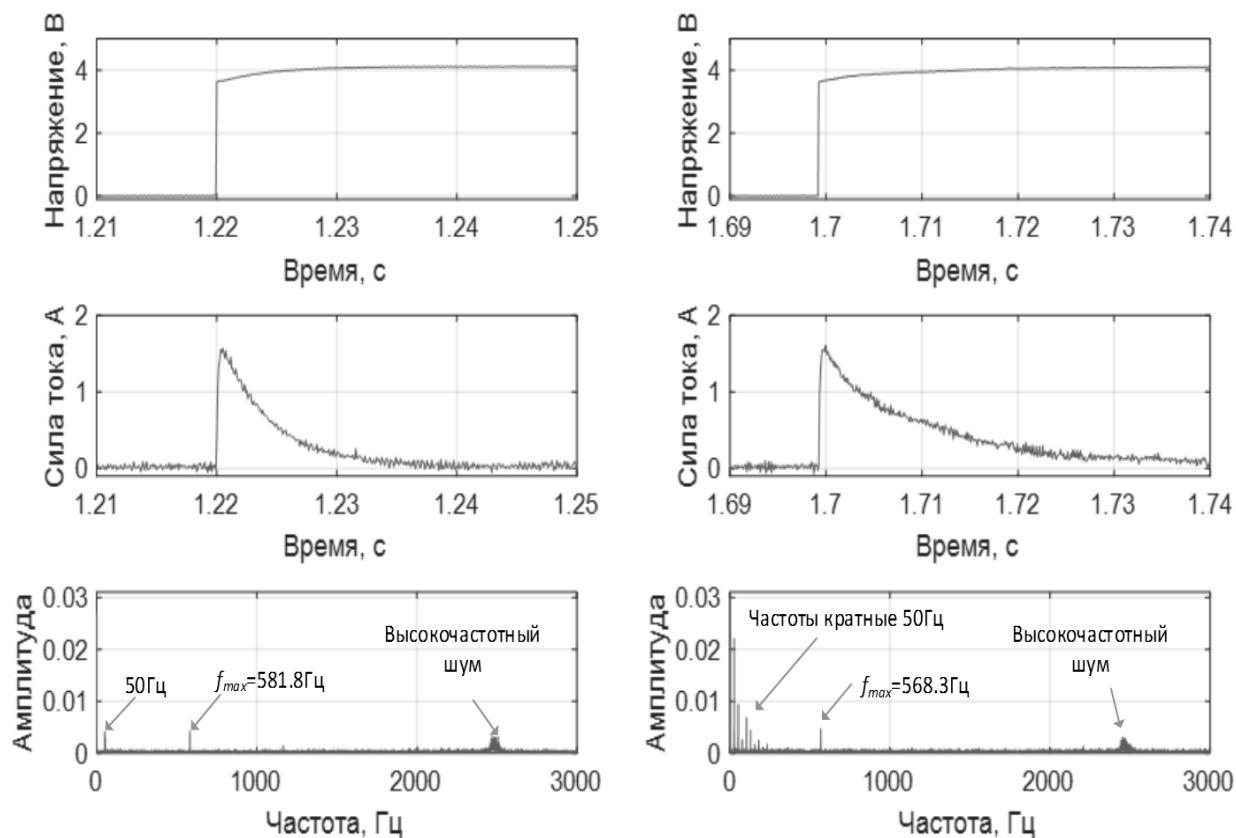 Напряжение, В
4
2
0
1.21 1.22 1.23 1.24 1.25
Время, с
Напряжение, В
4
2
0
1.69 1.7 1.71 1.72 1.73 1.74
Время, с
Сила тока, А
2
1
0
1.21 1.22 1.23 1.24 1.25
Время, с
Сила тока, А
2
1
0
1.69 1.7 1.71 1.72 1.73 1.74
Время, с
Амплитуда
0.03
0.02
0.01
0
50Гц
fmax=581.8Гц
Высокочастотный
шум
0 1000 2000 3000
Частота, Гц
Амплитуда
0.03
0.02
0.01
0
Частоты кратные 50Гц
fmax=568.3Гц
Высокочастотный
шум
0 1000 2000 3000
Частота, Гц